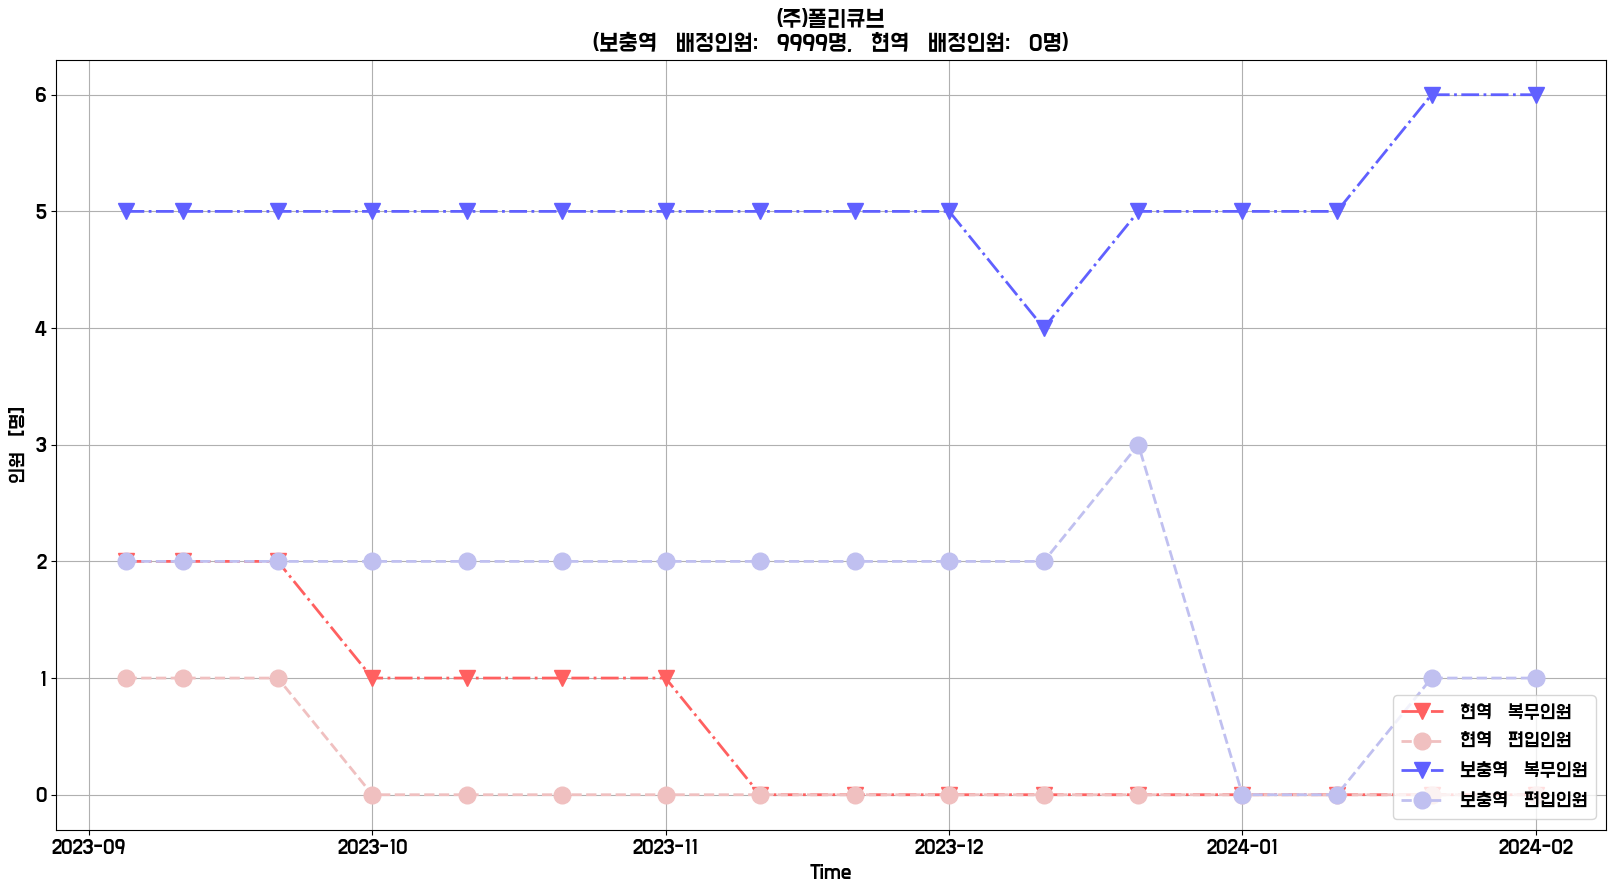 (주)폴리큐브
(보충역 배정인원: 9999명, 현역 배정인원: 0명)
6
5
4
3
2
1
0
인원 [명]
2023-09
2023-10
2023-11
2023-12
2024-01
2024-02
Time
현역 복무인원
현역 편입인원
보충역 복무인원
보충역 편입인원